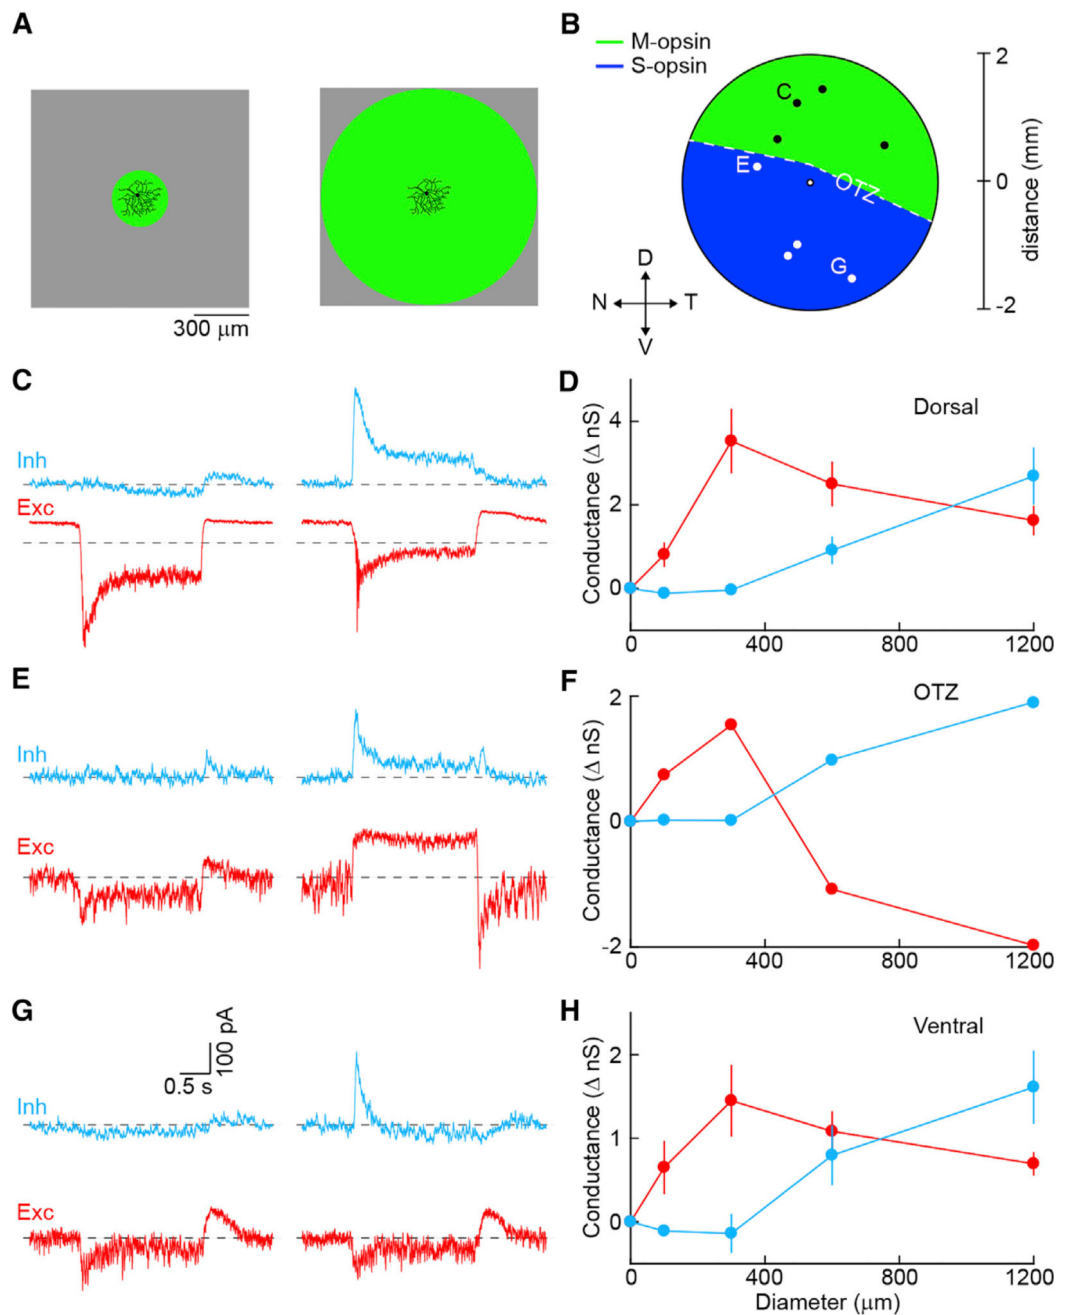 A
300 μm
B
M-opsin
S-opsin
C
E
OTZ
G
D
N
T
V
2
0
-2
distance (mm)
C
Inh
Exc
D
Dorsal
Conductance (Δ nS)
4
2
0
0
400
800
1200
E
Inh
Exc
F
OTZ
Conductance (Δ nS)
2
0
-2
0
400
800
1200
G
0.5 s
100 pA
Inh
Exc
H
Ventral
Conductance (Δ nS)
2
1
0
0
400
800
1200
Diameter (μm)